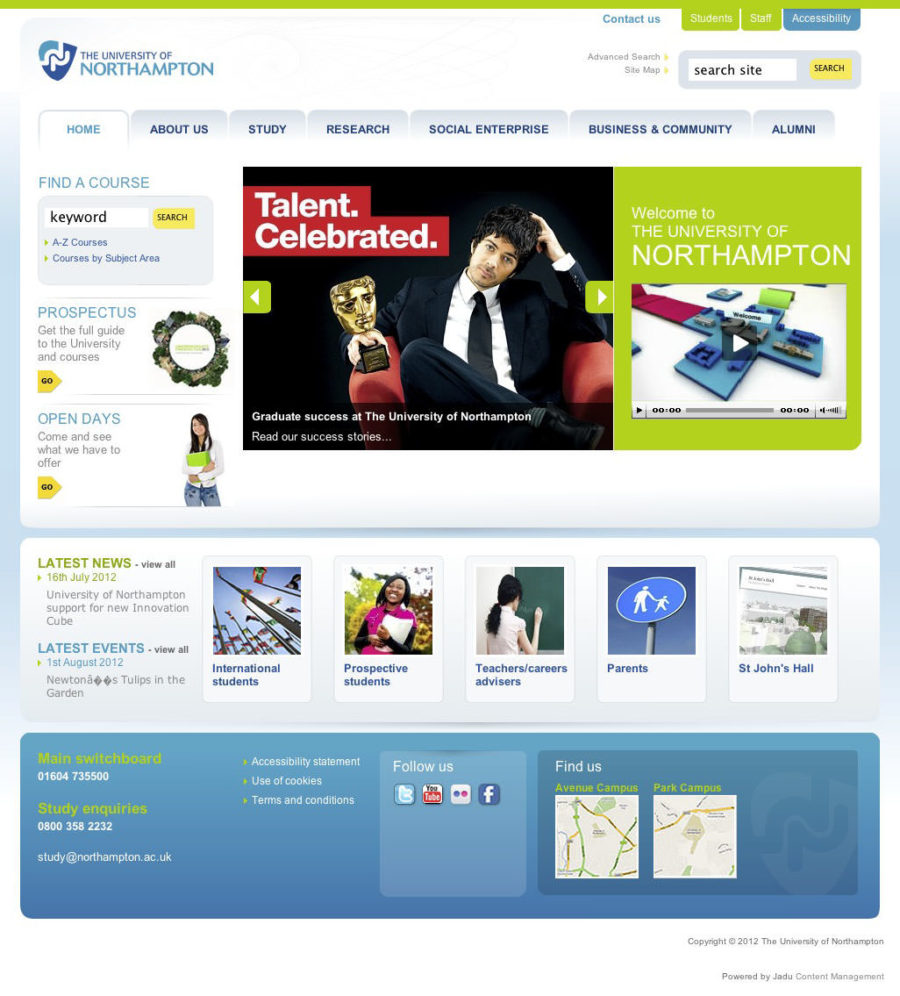 Contact us
Students
Staff
Accessibility
THE UNIVERSITY OF
NORTHAMPTON
Advanced Search
Site Map
search site
SEARCH
HOME
ABOUT US
STUDY
RESEARCH
SOCIAL ENTERPRISE
BUSINESS & COMMUNITY
ALUMNI
FIND A COURSE
keyword
SEARCH
A-Z Courses
Courses by Subject Area
PROSPECTUS
Get the full guide
to the University
and courses
GO
OPEN DAYS
Come and see
what we have to
offer
GO
Talent.
Celebrated.
Graduate success at The University of Northampton
Read our success stories...
Welcome to
THE UNIVERSITY OF
NORTHAMPTON
Welcome
00:00
00:00
LATEST NEWS - view all
16th July 2012
University of Northampton
support for new Innovation
Cube
LATEST EVENTS - view all
1st August 2012
Newtonâ��s Tulips in the
Garden
International
students
Prospective
students
Teachers/careers
advisers
Parents
St John's Hall
St John's Hall
Main switchboard
01604 735500
Study enquiries
0800 358 2232
study@northampton.ac.uk
Accessibility statement
Use of cookies
Terms and conditions
Follow us
You
Tube
Find us
Avenue Campus
Park Campus
Copyright © 2012 The University of Northampton
Powered by Jadu Content Management